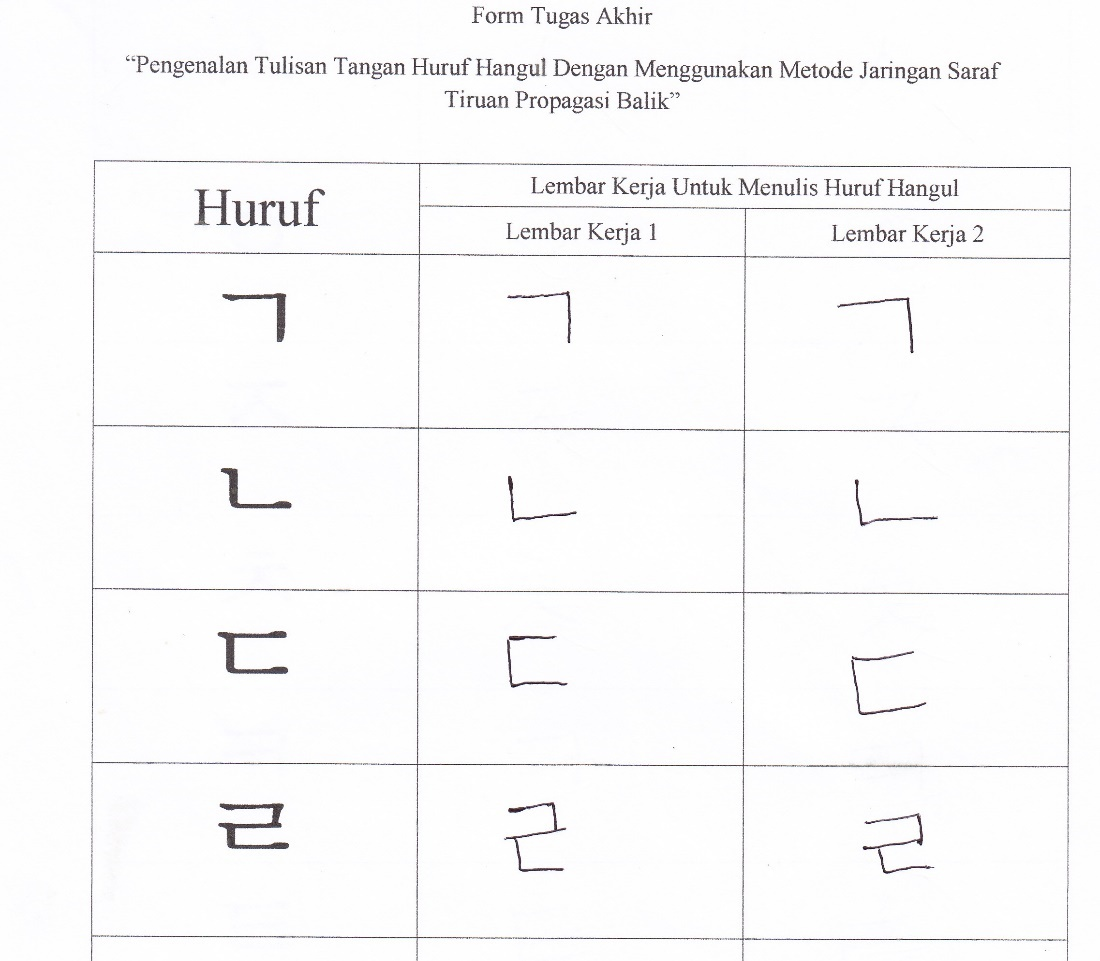 Form Tugas Akhir
“Pengenalan Tulisan Tangan Huruf Hangul Dengan Menggunakan Metode Jaringan Saraf
Tiruan Propagasi Balik”
Huruf
Lembar Kerja Untuk Menulis Huruf Hangul
Lembar Kerja 1 Lembar Kerja 2
ㄱ ㄱ ㄱ
ㄴ ㄴ ㄴ
ㄷ ㄷ ㄷ
ㄹ ㄹ ㄹ